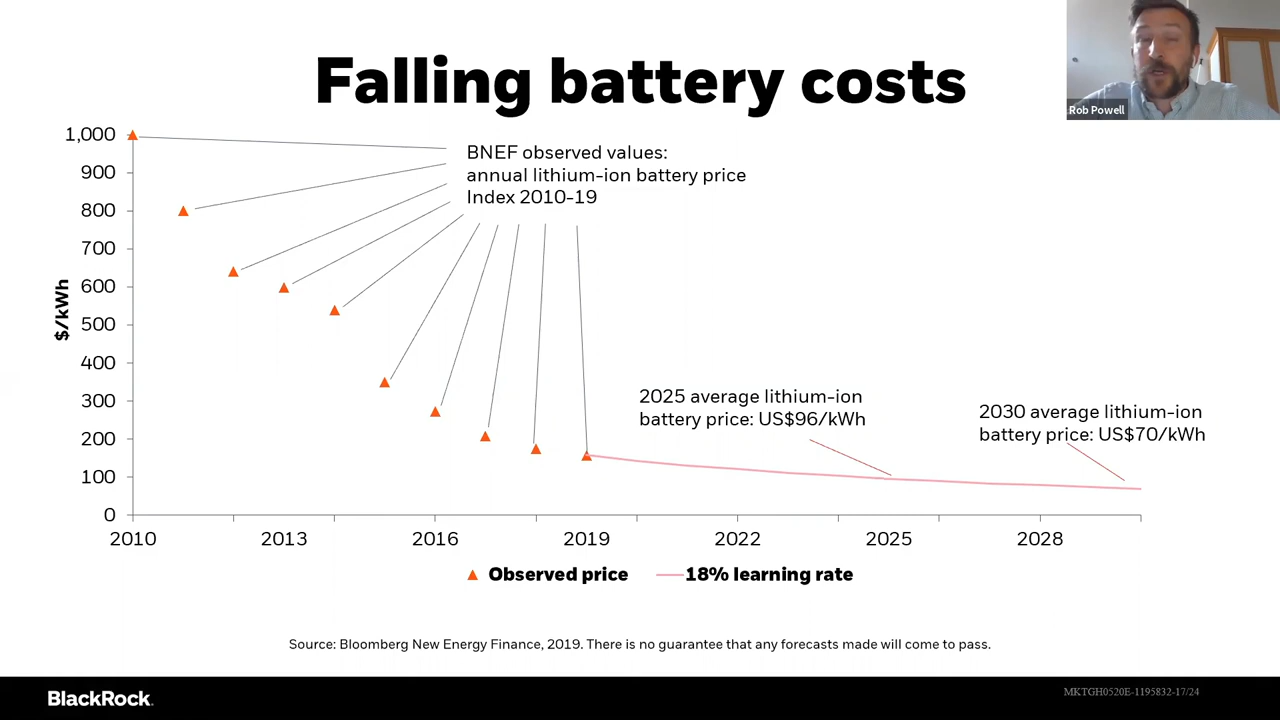 Falling battery costs
Rob Powell
1,000
900
800
700
600
500
400
300
200
100
0
$/kWh
BNEF observed values:
annual lithium-ion battery price
Index 2010-19
2025 average lithium-ion
battery price: US$96/kWh
2030 average lithium-ion
battery price: US$70/kWh
2010 2013 2016 2019 2022 2025 2028
Observed price 18% learning rate
Source: Bloomberg New Energy Finance, 2019. There is no guarantee that any forecasts made will come to pass.
BlackRock.
MKTGH0520E-1195832-17/24